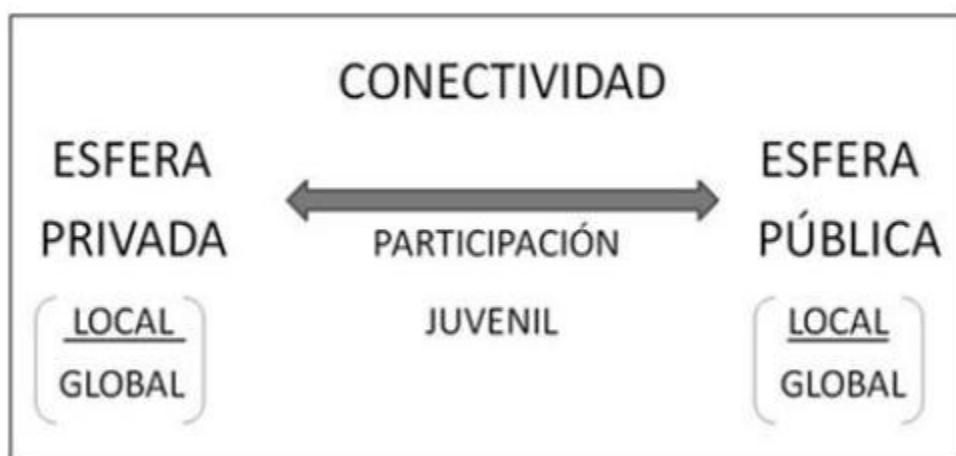 CONECTIVIDAD
ESFERA
PRIVADA
LOCAL
GLOBAL
PARTICIPACIÓN
JUVENIL
ESFERA
PÚBLICA
LOCAL
GLOBAL